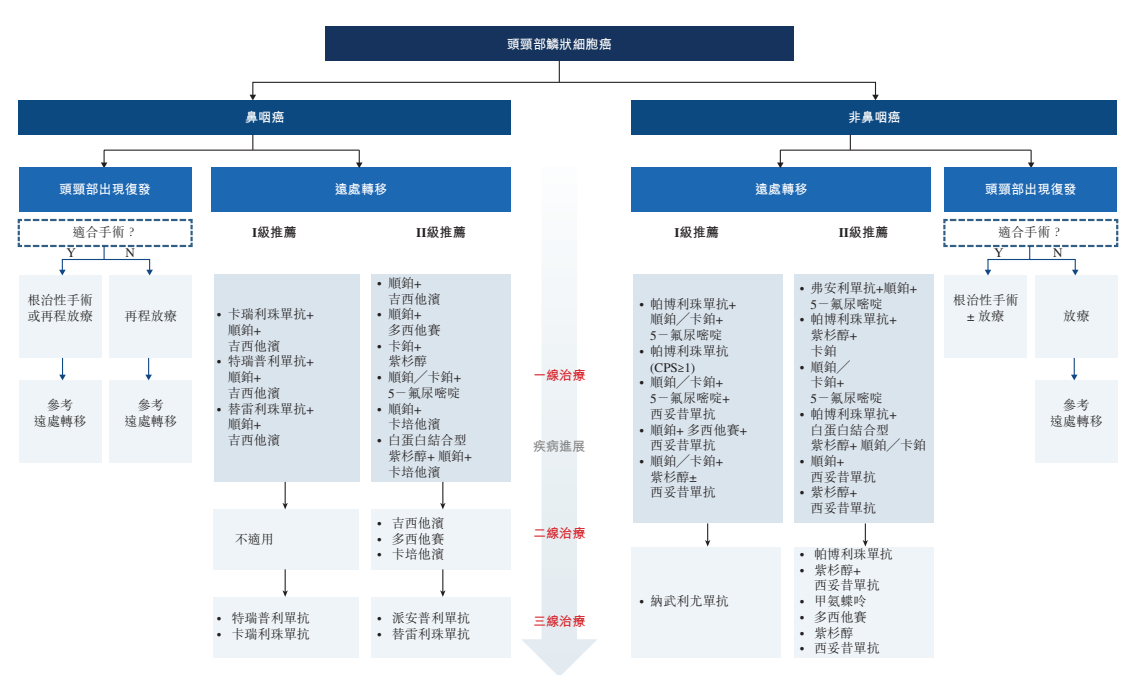 頭頸部鱗狀細胞癌
鼻咽癌
非鼻咽癌
頭頸部出現復發
遠處轉移
遠處轉移
頭頸部出現復發
適合手術？
Y
N
根治性手術
或再程放療
再程放療
參考
遠處轉移
參考
遠處轉移
I級推薦
II級推薦
• 卡瑞利珠單抗+
順鉑+
吉西他濱
• 特瑞普利單抗+
順鉑+
吉西他濱
• 替雷利珠單抗+
順鉑+
吉西他濱
• 順鉑+
吉西他濱
• 順鉑+
多西他賽
• 卡鉑+
紫杉醇
• 順鉑／卡鉑+
5－氟尿嘧啶
• 順鉑+
卡培他濱
• 白蛋白結合型
紫杉醇+ 順鉑+
卡培他濱
不適用
• 吉西他濱
• 多西他賽
• 卡培他濱
• 特瑞普利單抗
• 卡瑞利珠單抗
• 派安普利單抗
• 替雷利珠單抗
一線治療
疾病進展
二線治療
三線治療
I級推薦
II級推薦
• 帕博利珠單抗+
順鉑／卡鉑+
5－氟尿嘧啶
• 帕博利珠單抗
(CPS≥1)
• 順鉑／卡鉑+
5－氟尿嘧啶+
西妥昔單抗
• 順鉑+ 多西他賽+
西妥昔單抗
• 順鉑／卡鉑+
紫杉醇±
西妥昔單抗
• 弗安利單抗+順鉑+
5－氟尿嘧啶
• 帕博利珠單抗+
紫杉醇+
卡鉑
• 順鉑／
卡鉑+
5－氟尿嘧啶
• 帕博利珠單抗+
白蛋白結合型
紫杉醇+ 順鉑／卡鉑
• 順鉑+
西妥昔單抗
• 紫杉醇+
西妥昔單抗
• 納武利尤單抗
• 帕博利珠單抗
• 紫杉醇+
西妥昔單抗
• 甲氨蝶呤
• 多西他賽
• 紫杉醇
• 西妥昔單抗
適合手術？
Y
N
根治性手術
± 放療
放療
參考
遠處轉移